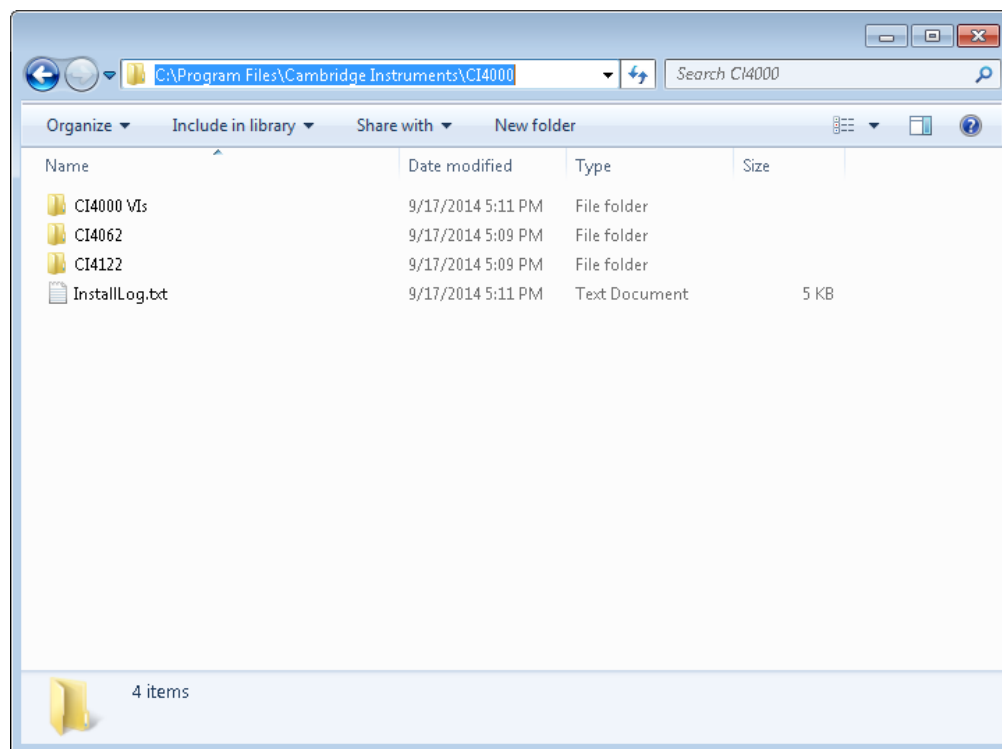 C:\Program Files\Cambridge Instruments\CI4000 Search CI4000
Organize Include in library Share with New folder
Name Date modified Type Size
CI4000 VIs 9/17/2014 5:11 PM File folder
CI4062 9/17/2014 5:09 PM File folder
CI4122 9/17/2014 5:09 PM File folder
InstallLog.txt 9/17/2014 5:11 PM Text Document 5 KB
4 items